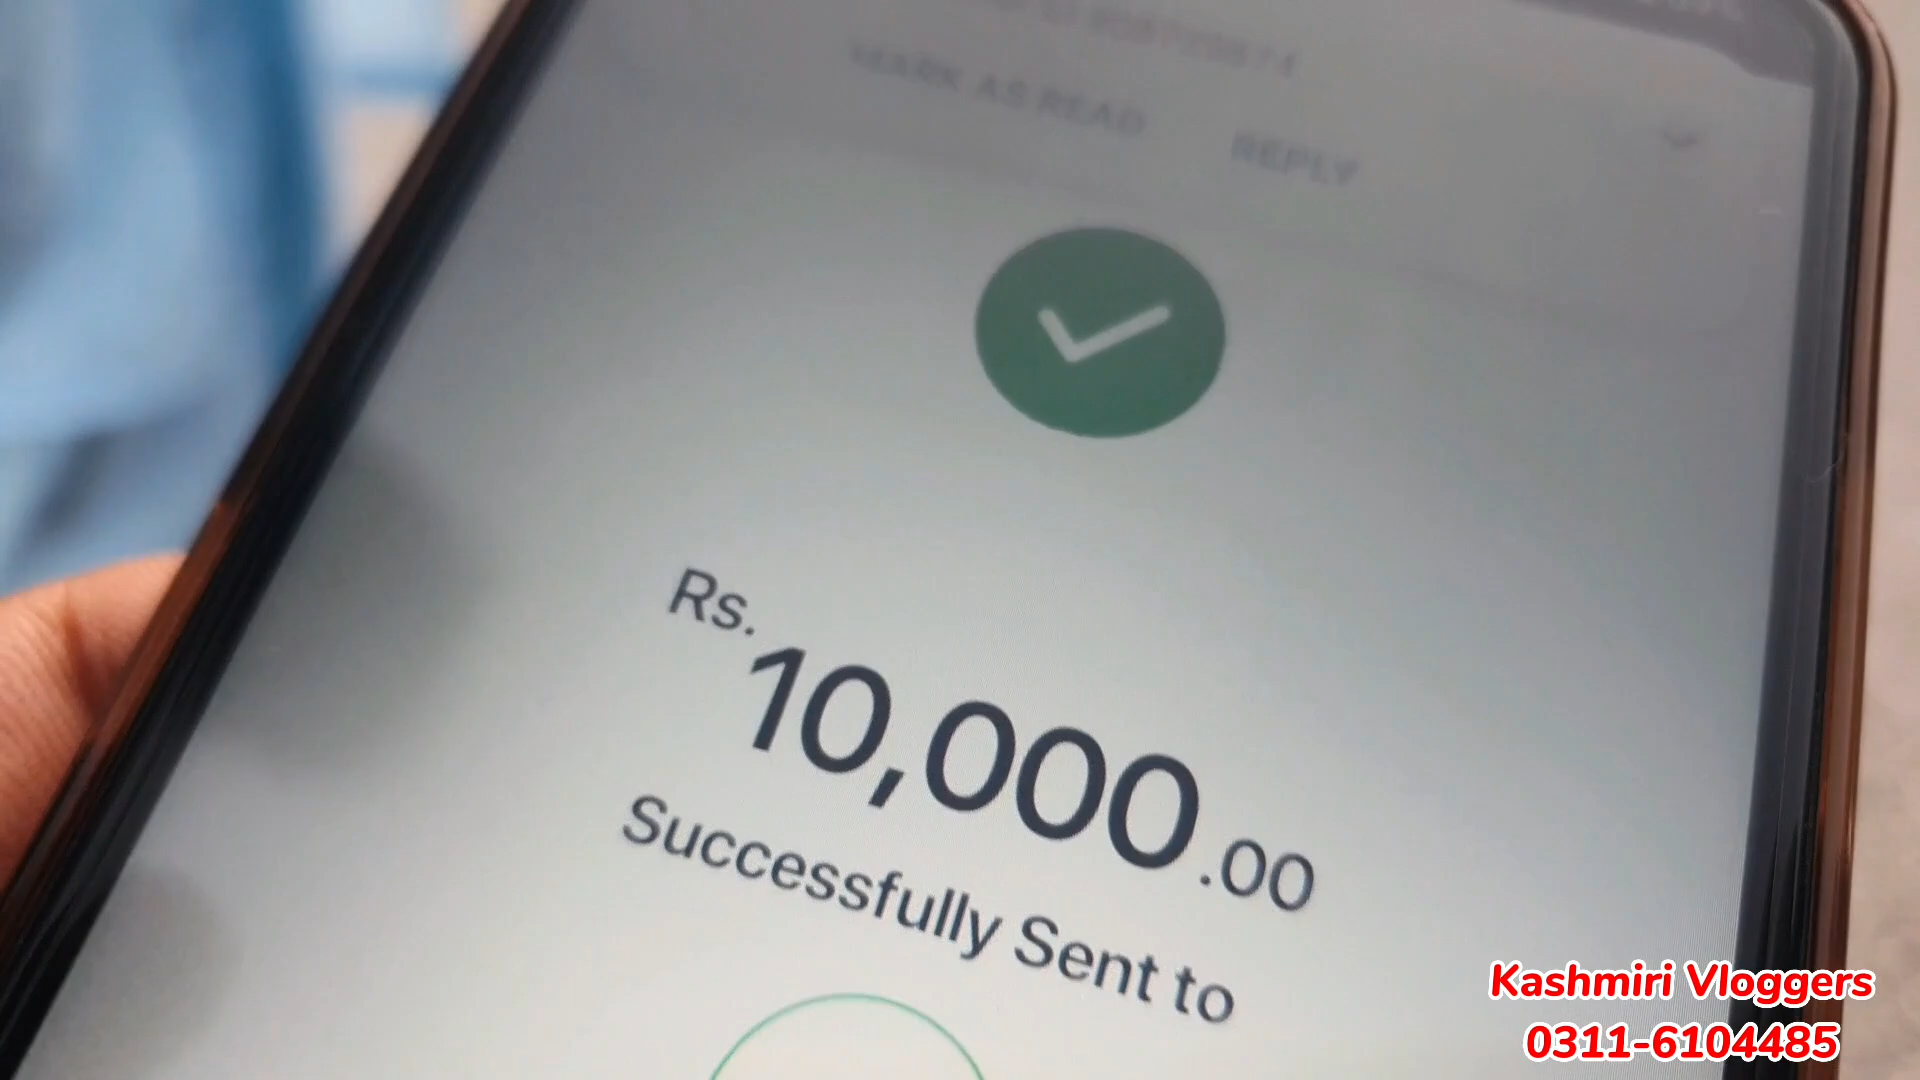 MARK AS READ REPLY
Rs.
10,000.00
Successfully Sent to
Kashmiri Vloggers
0311-6104485